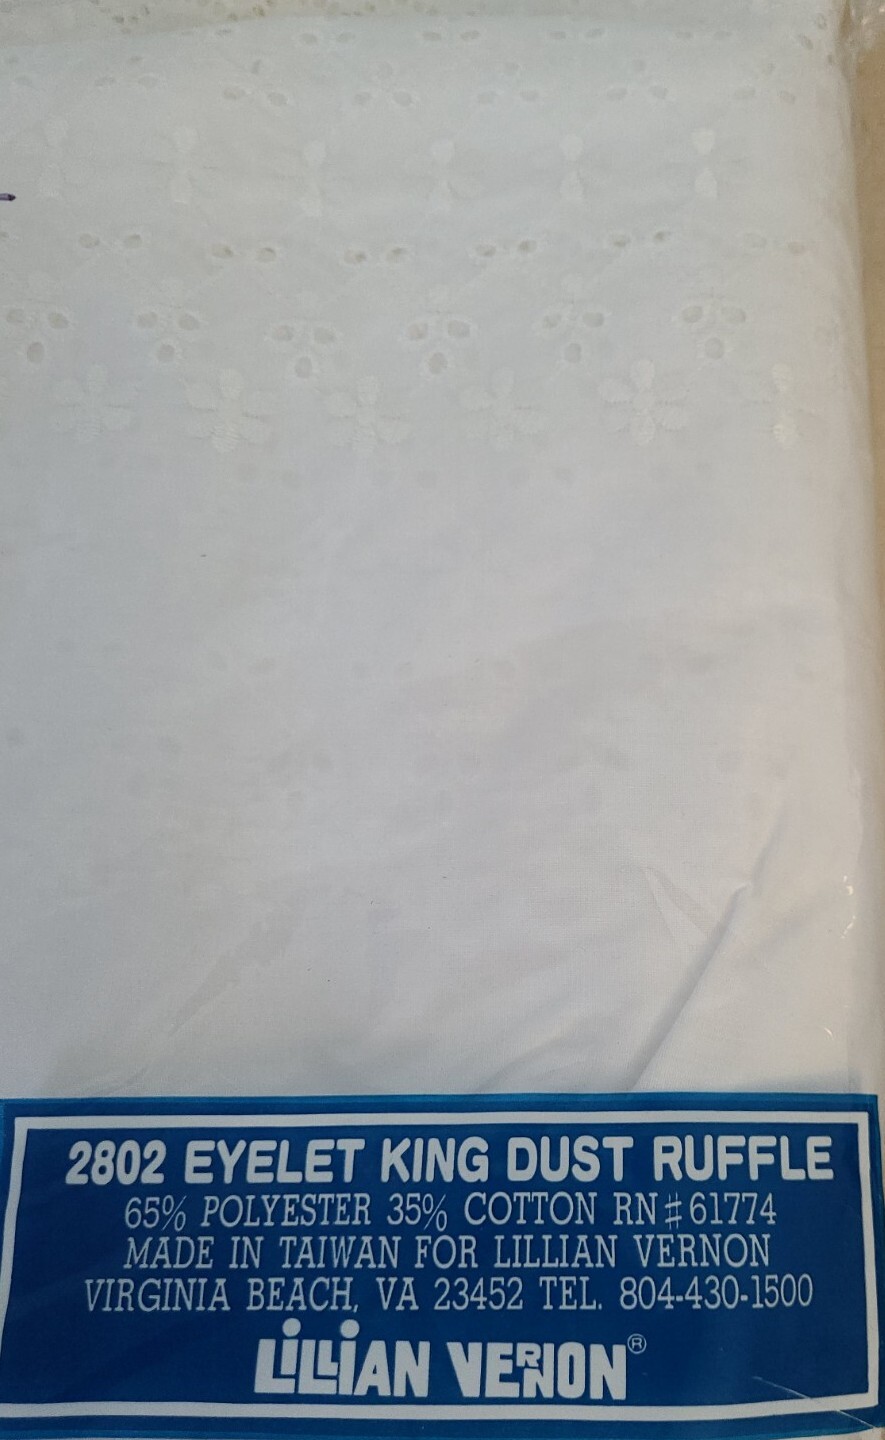 2802 EYELET KING DUST RUFFLE
65% POLYESTER 35% COTTON RN#61774
MADE IN TAIWAN FOR LILLIAN VERNON
VIRGINIA BEACH, VA 23452 TEL. 804-430-1500
LiLLiAN VERNON®